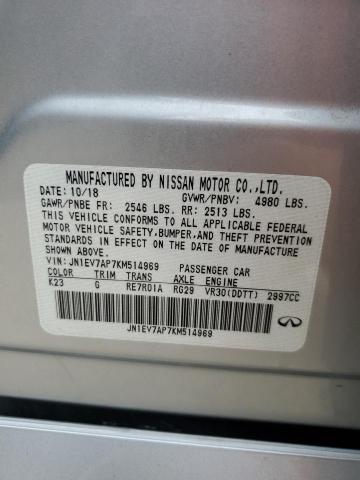 MANUFACTURED BY NISSAN MOTOR CO.,LTD.
DATE: 10/18 GVWR/PNBV: 4980 LBS.
GAWR/PNBE FR: 2546 LBS. RR: 2513 LBS.
THIS VEHICLE CONFORMS TO ALL APPLICABLE FEDERAL
MOTOR VEHICLE SAFETY,BUMPER,AND THEFT PREVENTION
STANDARDS IN EFFECT ON THE DATE OF MANUFACTURE
SHOWN ABOVE.
VIN: JN1EV7AP7KM514969 PASSENGER CAR
COLOR TRIM TRANS AXLE ENGINE
K23 G RE7R01A RG29 VR30(DDTT) 2997CC
JN1EV7AP7KM514969